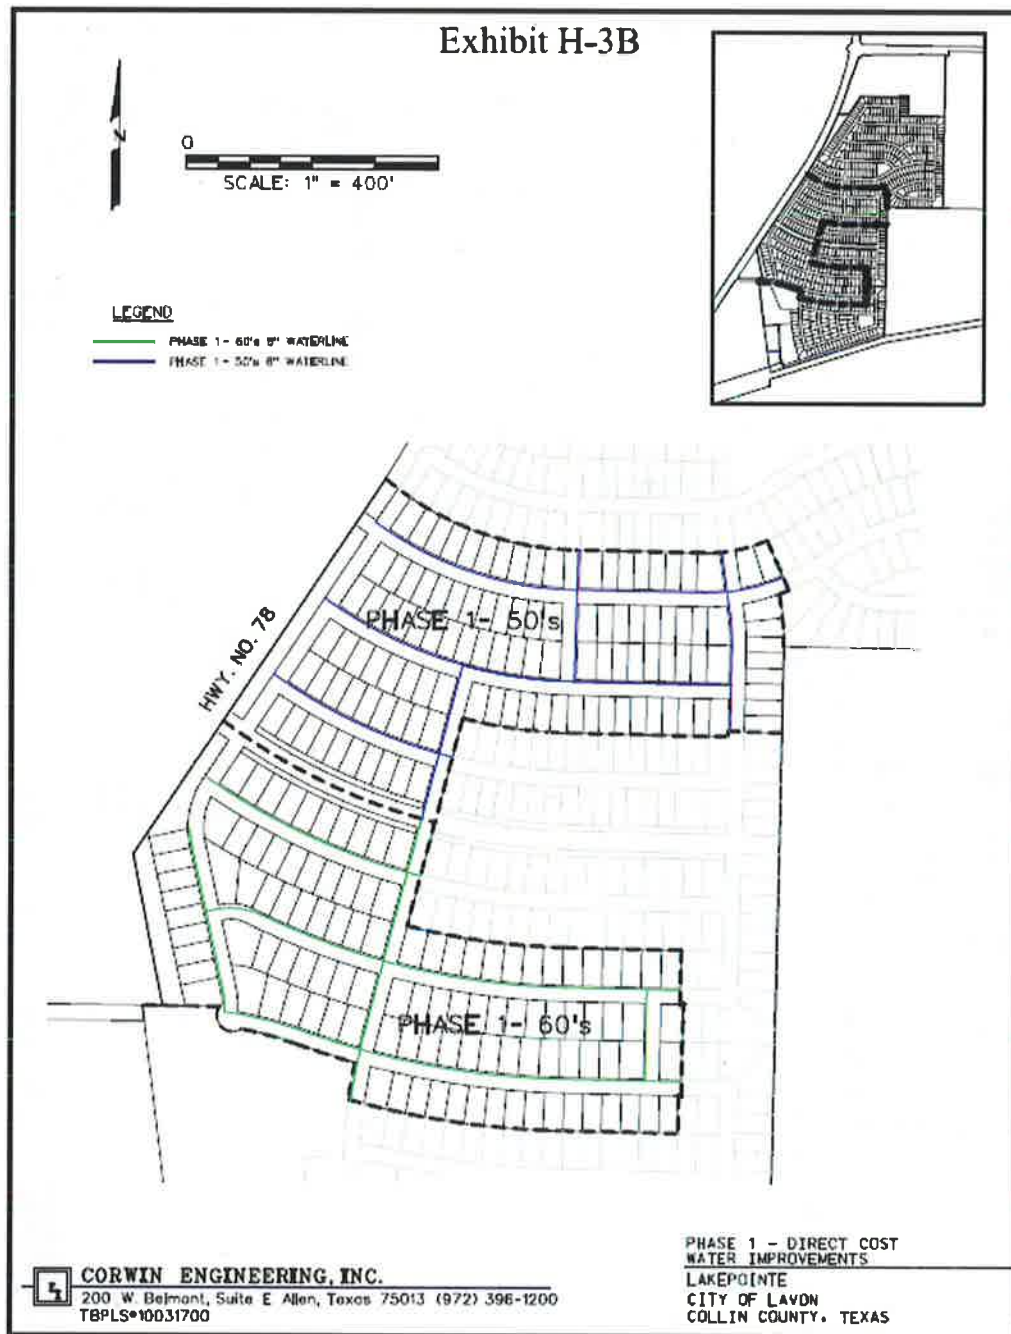 Exhibit H-3B
N
0
SCALE: 1" = 400'
LEGEND
PHASE 1- 60's 8" WATERLINE
PHASE 1- 50's 8" WATERLINE
HWY. NO. 78
PHASE 1- 50's
PHASE 1- 60's
CORWIN ENGINEERING, INC.
200 W. Belmont, Suite E Allen, Texas 75013 (972) 396-1200
TBPLS#10031700
PHASE 1 - DIRECT COST
WATER IMPROVEMENTS
LAKEPOINTE
CITY OF LAVON
COLLIN COUNTY, TEXAS